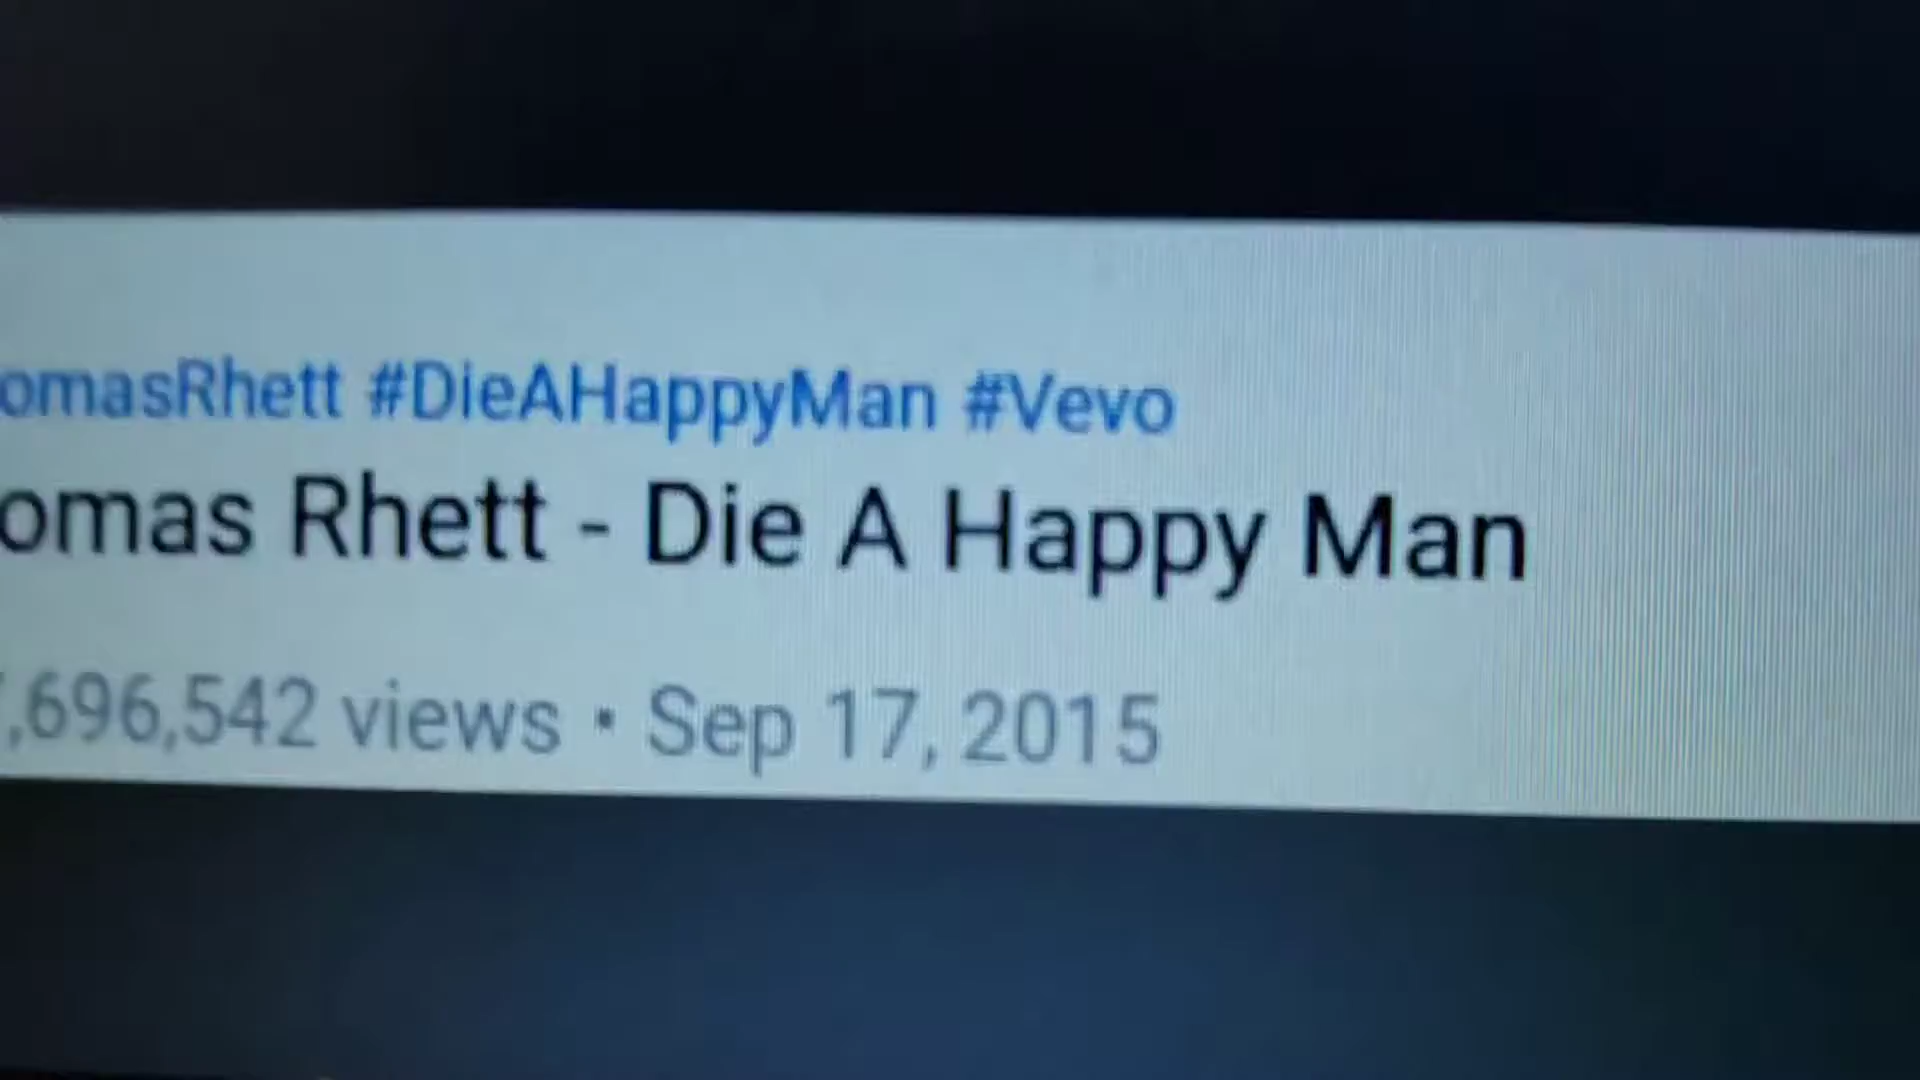 omasRhett #DieAHappyMan #Vevo
omas Rhett - Die A Happy Man
,696,542 views • Sep 17, 2015